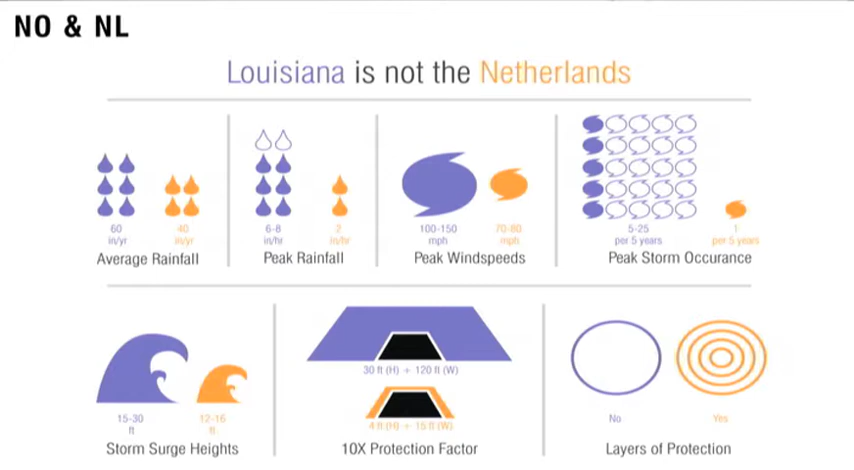 NO & NL
Louisiana is not the Netherlands
60
in/yr
40
in/yr
Average Rainfall
6-8
in/hr
2
in/hr
Peak Rainfall
100-150
mph
70-80
mph
Peak Windspeeds
5-25
per 5 years
1
per 5 years
Peak Storm Occurance
15-30
ft
12-16
ft
Storm Surge Heights
30 ft (H) + 120 ft (W)
4 ft (H) + 15 ft (W)
10X Protection Factor
No
Yes
Layers of Protection